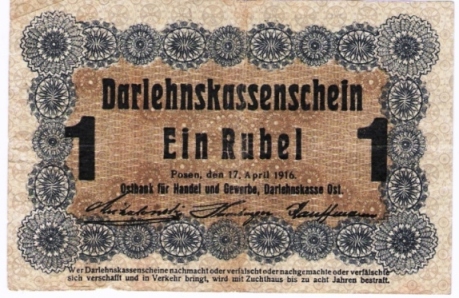 Darlehnskassenschein
1 Ein Rubel 1
Posen, den 17. April 1916.
Ostbank für Handel und Gewerbe, Darlehnskasse Ost.
Wer Darlehnskassenscheine nachmacht oder verfälscht oder nachgemachte oder verfälschte
sich verschafft und in Verkehr bringt, wird mit Zuchthaus bis zu acht Jahren bestraft.